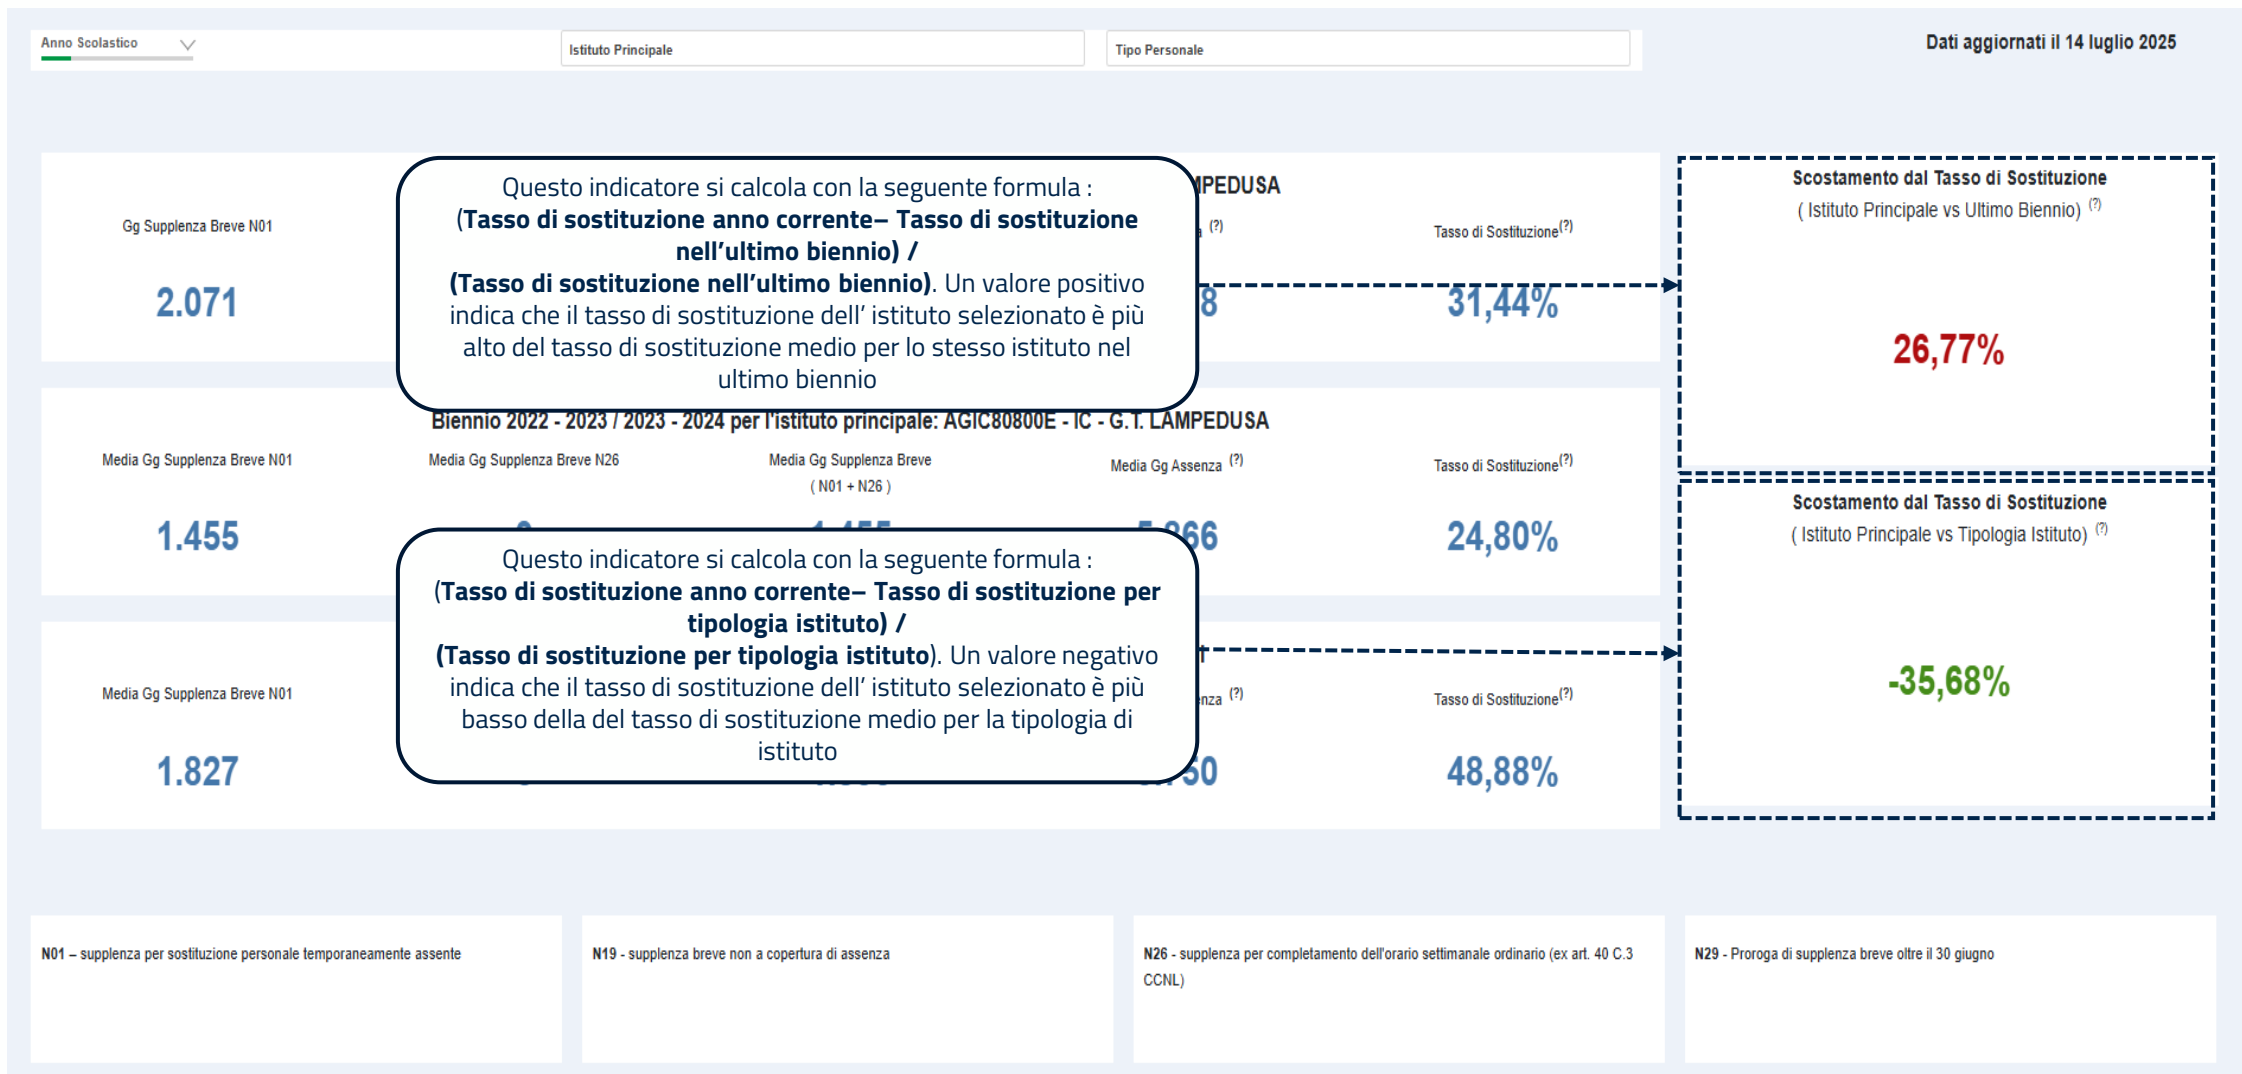 Anno Scolastico
Istituto Principale
Tipo Personale
Dati aggiornati il 14 luglio 2025
Gg Supplenza Breve N01
2.071
Questo indicatore si calcola con la seguente formula :
(Tasso di sostituzione anno corrente– Tasso di sostituzione
nell’ultimo biennio) /
(Tasso di sostituzione nell’ultimo biennio). Un valore positivo
indica che il tasso di sostituzione dell’ istituto selezionato è più
alto del tasso di sostituzione medio per lo stesso istituto nel
ultimo biennio
(?)
Tasso di Sostituzione(?)
31,44%
Scostamento dal Tasso di Sostituzione
( Istituto Principale vs Ultimo Biennio) (?)
26,77%
Biennio 2022 - 2023 / 2023 - 2024 per l'istituto principale: AGIC80800E - IC - G.T. LAMPEDUSA
Media Gg Supplenza Breve N01
1.455
Media Gg Supplenza Breve N26
Media Gg Supplenza Breve
( N01 + N26 )
Media Gg Assenza (?)
Tasso di Sostituzione(?)
24,80%
Scostamento dal Tasso di Sostituzione
( Istituto Principale vs Tipologia Istituto) (?)
-35,68%
Questo indicatore si calcola con la seguente formula :
(Tasso di sostituzione anno corrente– Tasso di sostituzione per
tipologia istituto) /
(Tasso di sostituzione per tipologia istituto). Un valore negativo
indica che il tasso di sostituzione dell’ istituto selezionato è più
basso della del tasso di sostituzione medio per la tipologia di
istituto
Media Gg Supplenza Breve N01
1.827
(?)
Tasso di Sostituzione(?)
48,88%
N01 – supplenza per sostituzione personale temporaneamente assente
N19 - supplenza breve non a copertura di assenza
N26 - supplenza per completamento dell'orario settimanale ordinario (ex art. 40 C.3
CCNL)
N29 - Proroga di supplenza breve oltre il 30 giugno